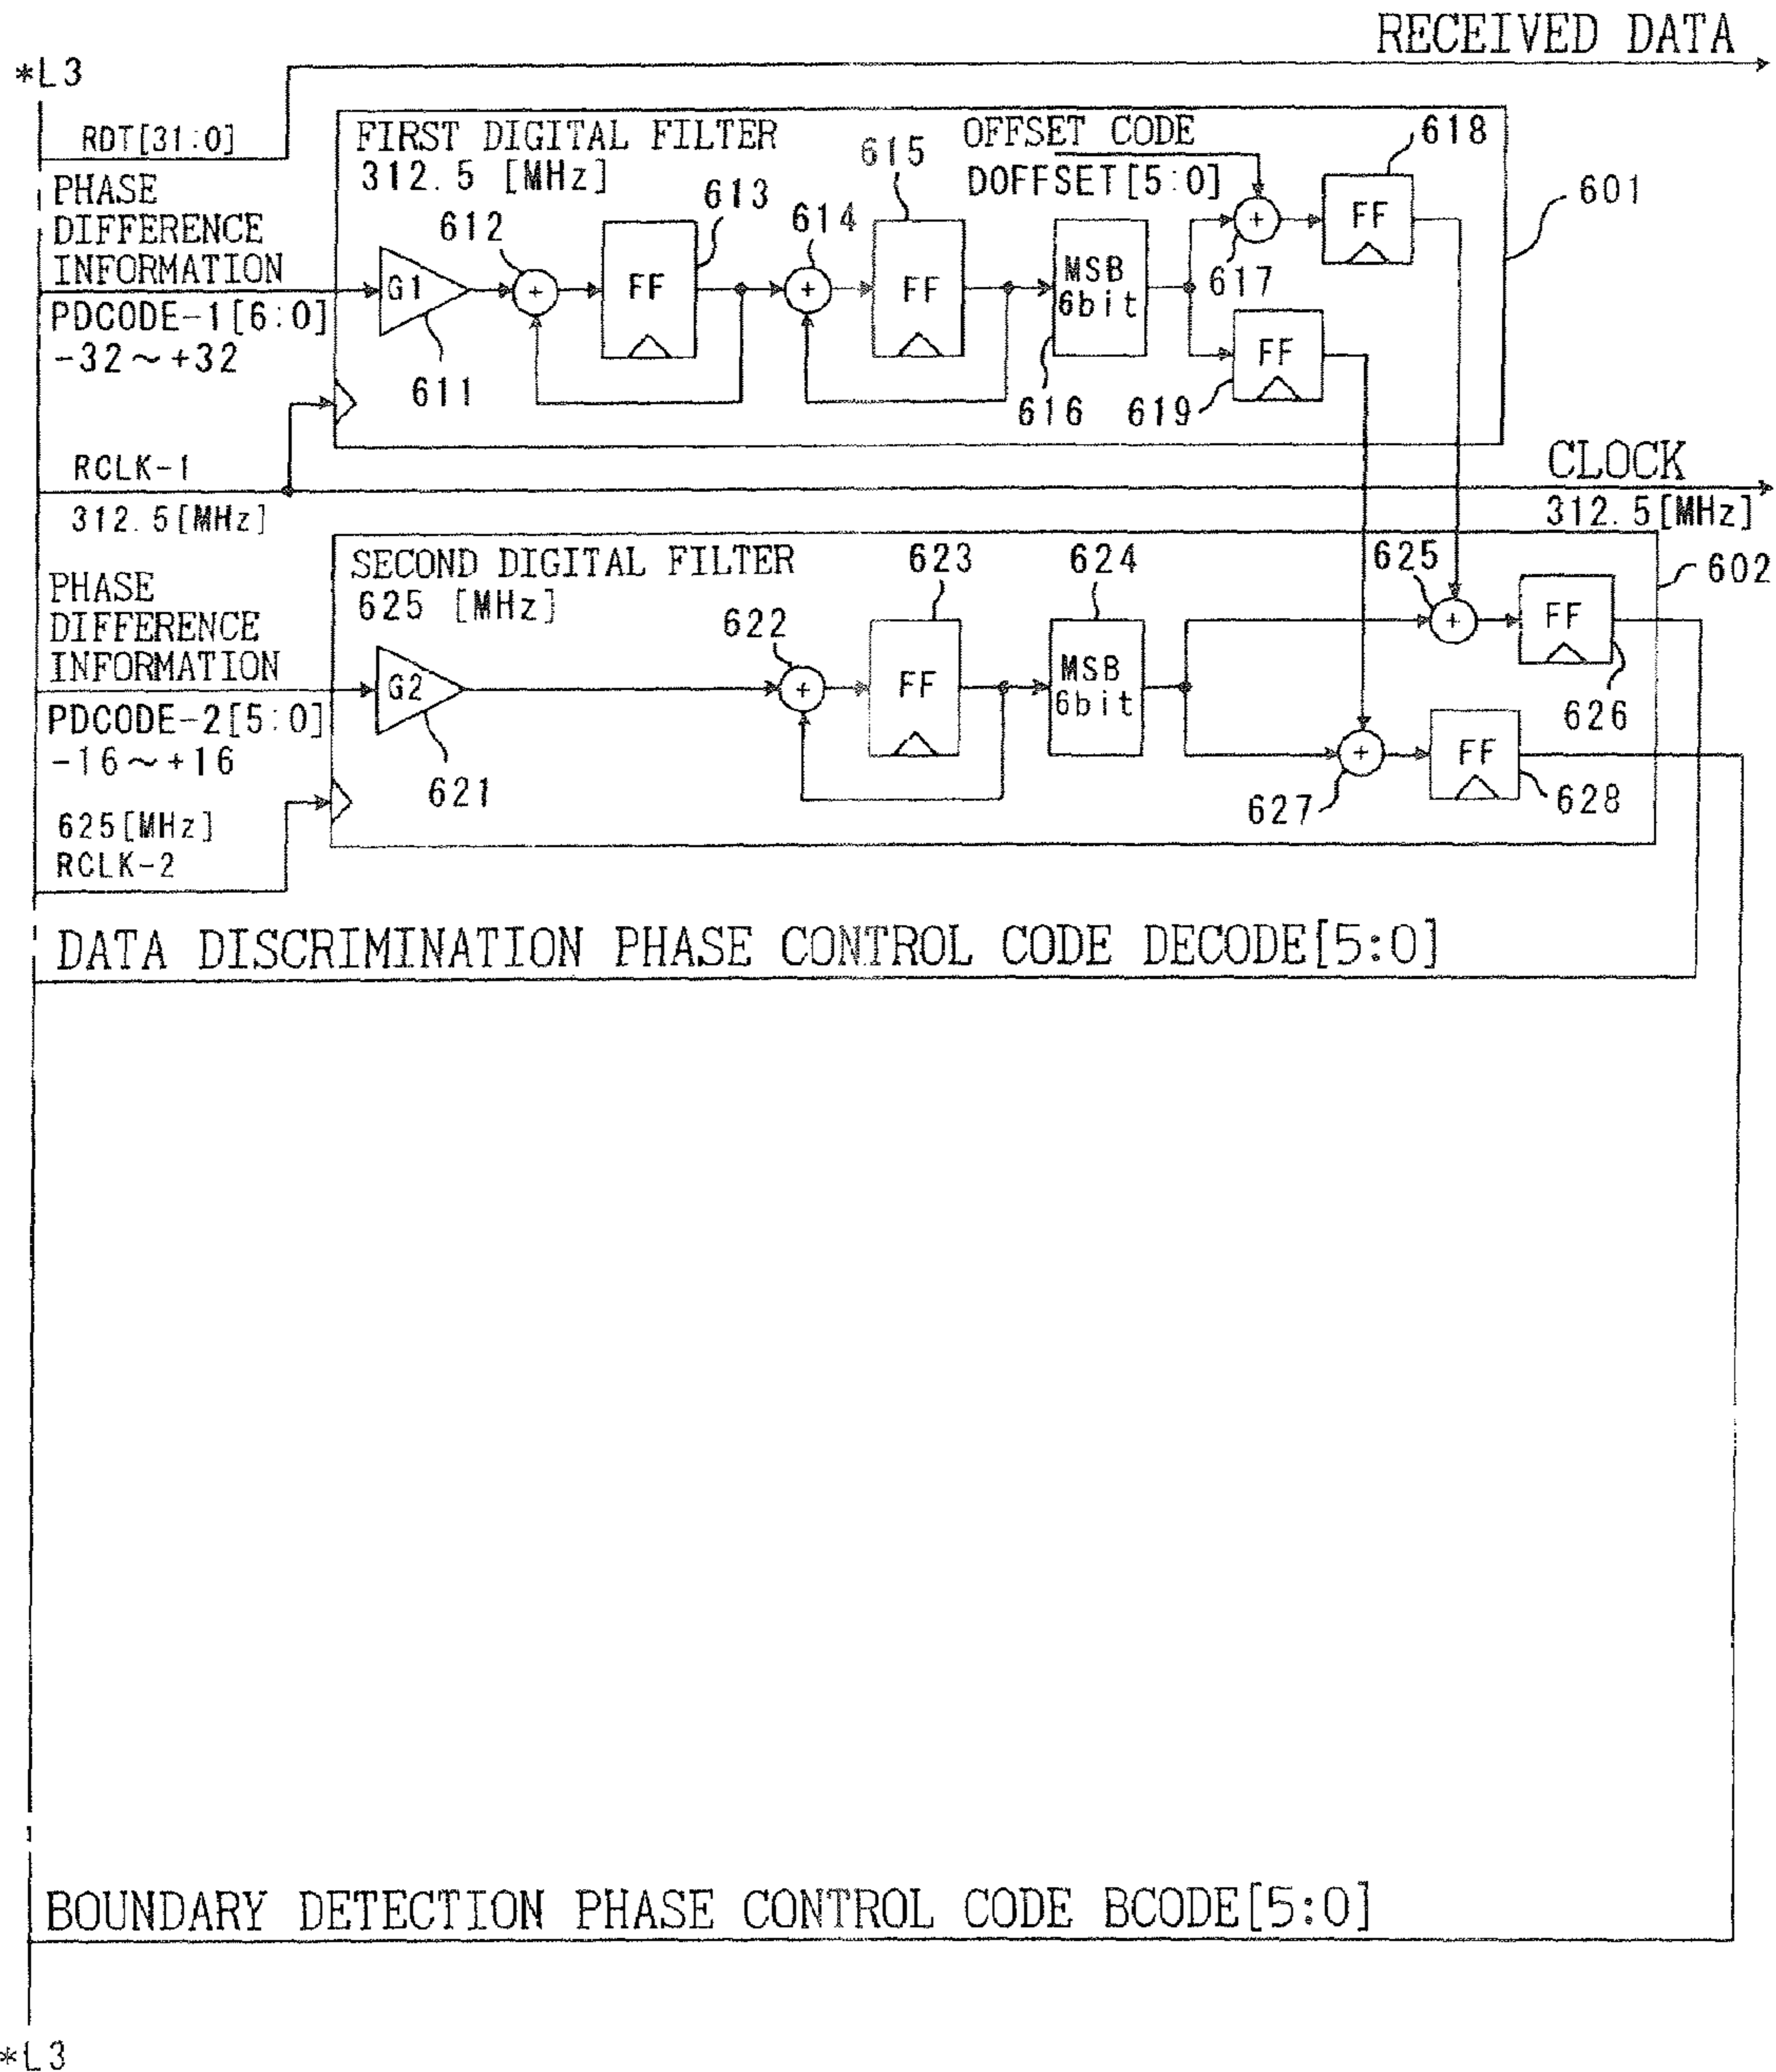 RECEIVED DATA
*L3
RDT[31:0]
FIRST DIGITAL FILTER
312.5 [MHz]
OFFSET CODE
DOFFSET[5:0]
615
618
601
PHASE
DIFFERENCE
INFORMATION
PDCODE-1[6:0]
-32~+32
612
613
614
G1
+
FF
+
FF
MSB
6bit
+
617
FF
FF
611
616
619
RCLK-1
312.5[MHz]
CLOCK
312.5[MHz]
SECOND DIGITAL FILTER
625 [MHz]
623
624
625
602
PHASE
DIFFERENCE
INFORMATION
PDCODE-2[5:0]
-16~+16
622
G2
+
FF
MSB
6bit
+
FF
626
+
FF
621
627
628
625[MHz]
RCLK-2
DATA DISCRIMINATION PHASE CONTROL CODE DECODE[5:0]
BOUNDARY DETECTION PHASE CONTROL CODE BCODE[5:0]
*L3